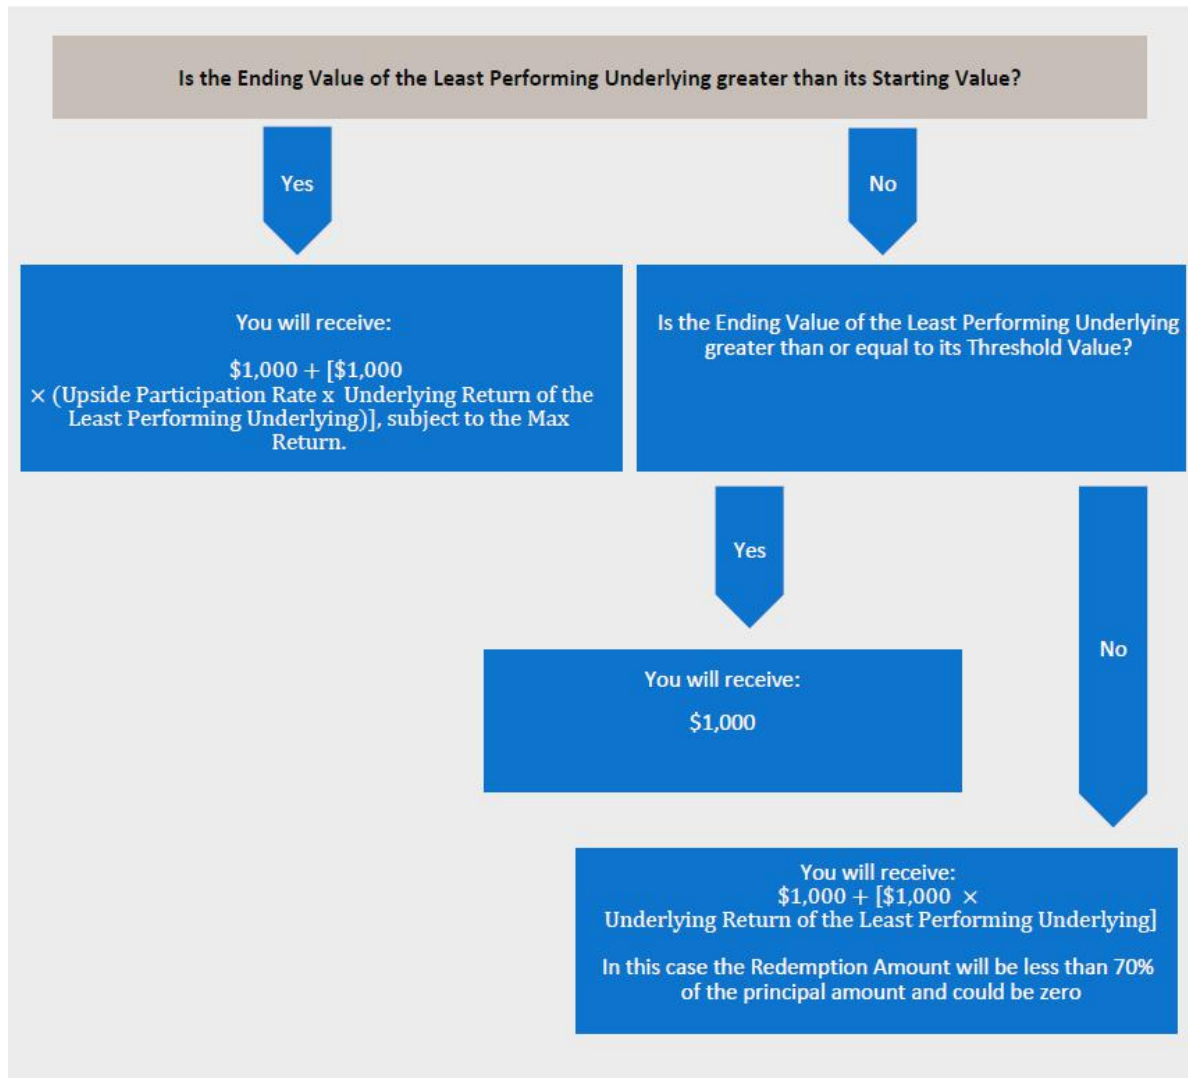 Is the Ending Value of the Least Performing Underlying greater than its Starting Value?
Yes
No
You will receive:
$1,000 + [$1,000
× (Upside Participation Rate x Underlying Return of the
Least Performing Underlying)], subject to the Max
Return.
Is the Ending Value of the Least Performing Underlying
greater than or equal to its Threshold Value?
Yes
No
You will receive:
$1,000
You will receive:
$1,000 + [$1,000 ×
Underlying Return of the Least Performing Underlying]
In this case the Redemption Amount will be less than 70%
of the principal amount and could be zero